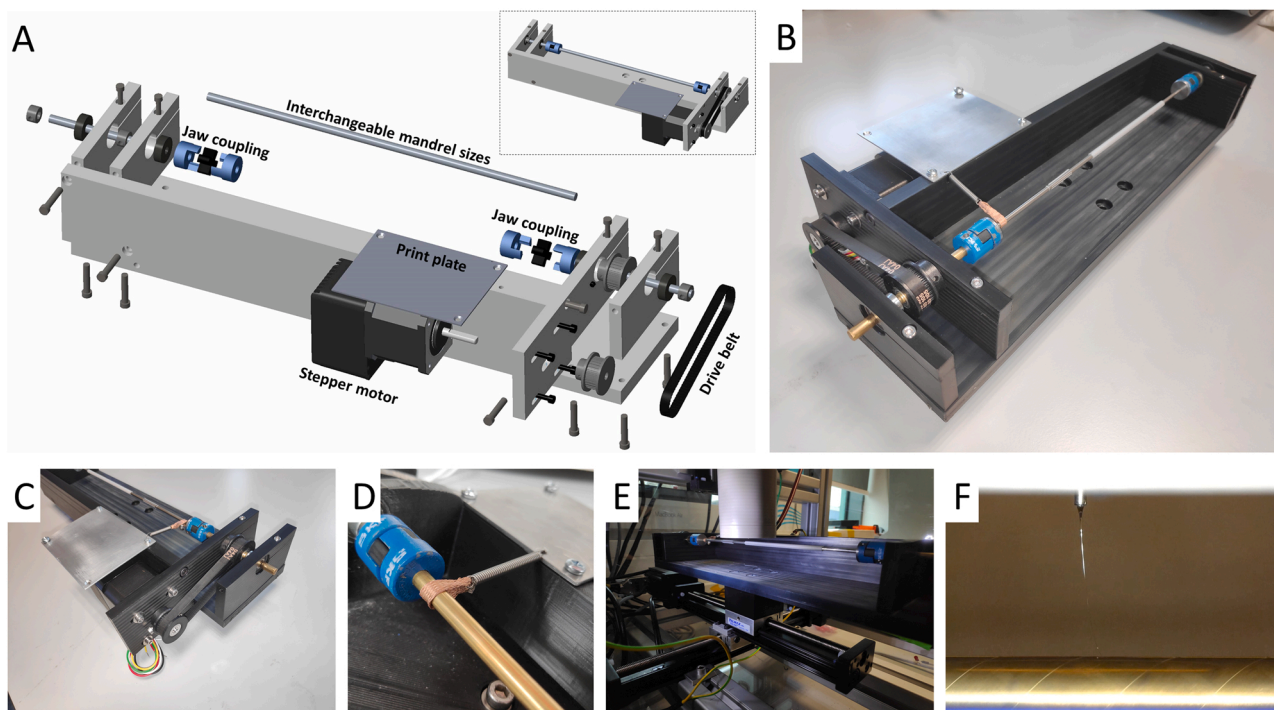 A
Interchangeable mandrel sizes
Jaw coupling
Jaw coupling
Print plate
Stepper motor
Drive belt
B
C
D
E
F